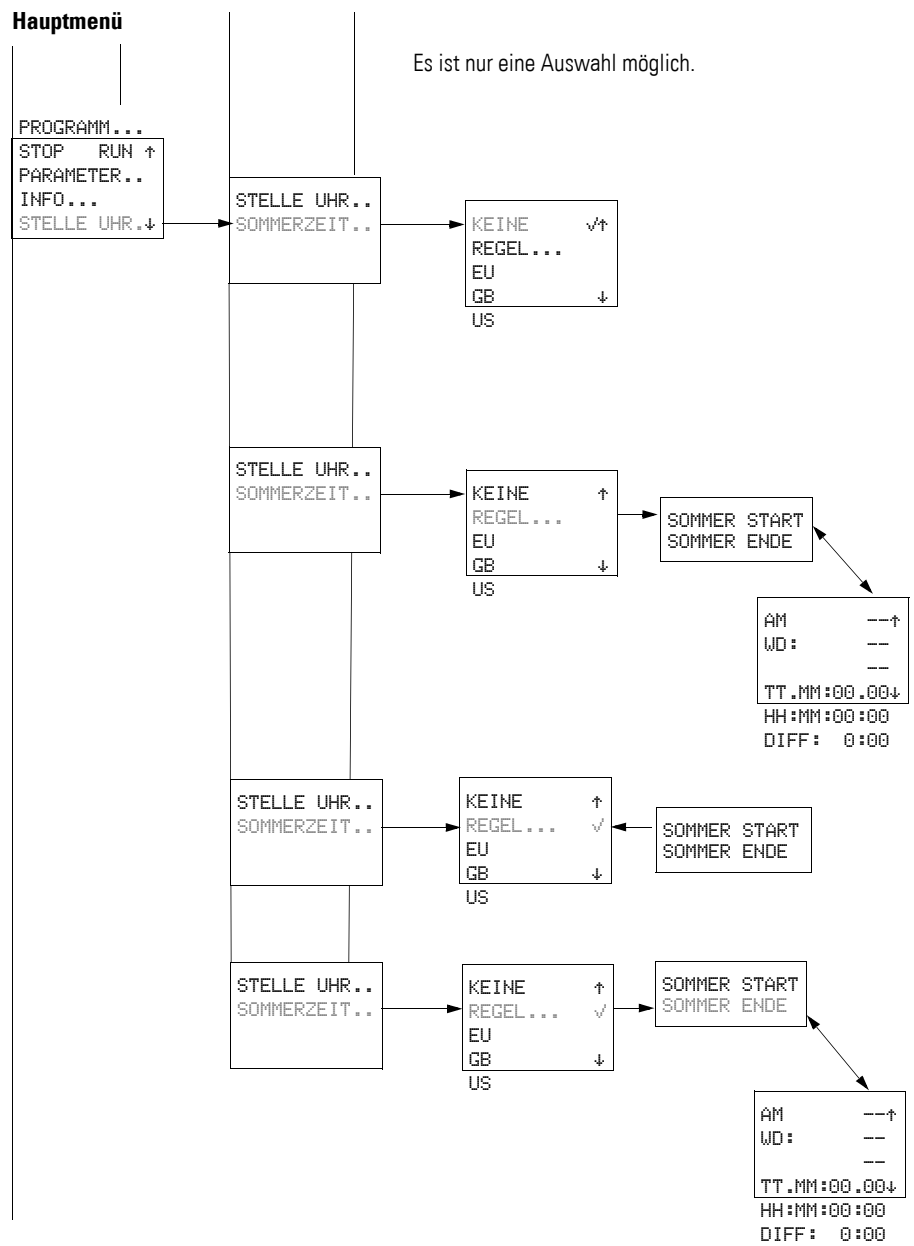 Hauptmenü
Es ist nur eine Auswahl möglich.
PROGRAMM...
STOP RUN ↑
PARAMETER..
INFO...
STELLE UHR.↓
STELLE UHR..
SOMMERZEIT..
KEINE √↑
REGEL...
EU
GB ↓
US
STELLE UHR..
SOMMERZEIT..
KEINE ↑
REGEL...
EU
GB ↓
US
SOMMER START
SOMMER ENDE
AM --↑
WD: --
--
TT.MM:00.00↓
HH:MM:00:00
DIFF: 0:00
STELLE UHR..
SOMMERZEIT..
KEINE ↑
REGEL... √
EU
GB ↓
US
SOMMER START
SOMMER ENDE
STELLE UHR..
SOMMERZEIT..
KEINE ↑
REGEL... √
EU
GB ↓
US
SOMMER START
SOMMER ENDE
AM --↑
WD: --
--
TT.MM:00.00↓
HH:MM:00:00
DIFF: 0:00